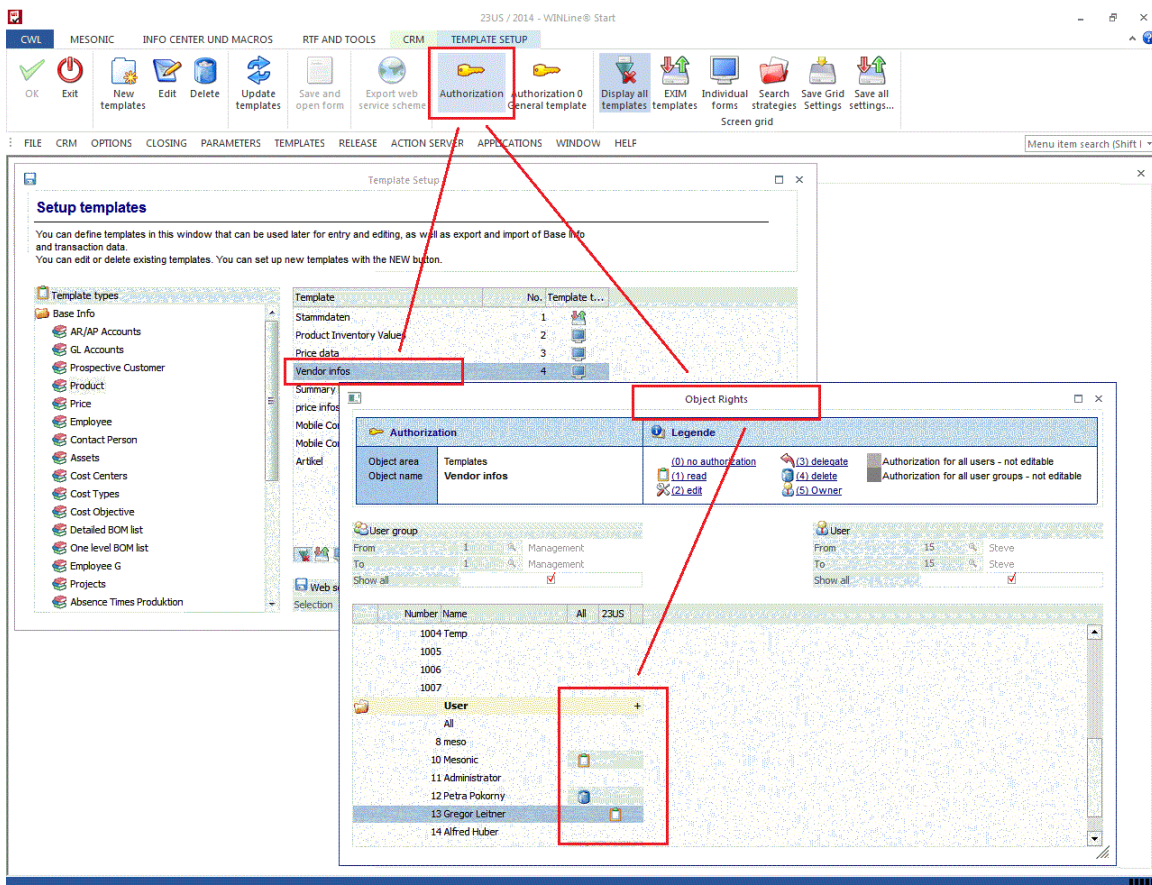 23US / 2014 - WINLine® Start
CWL MESONIC INFO CENTER UND MACROS RTF AND TOOLS CRM TEMPLATE SETUP
OK
Exit
New templates
Edit
Delete
Update templates
Save and open form
Export web service scheme
Authorization
Authorization 0 General template
Display all templates
EXIM templates
Individual forms
Search strategies
Save Grid Settings
Save all settings...
Screen grid
FILE CRM OPTIONS CLOSING PARAMETERS TEMPLATES RELEASE ACTION SERVER APPLICATIONS WINDOW HELP
Menu item search (Shift
Template Setup
Setup templates
You can define templates in this window that can be used later for entry and editing, as well as export and import of Base Info
and transaction data.
You can edit or delete existing templates. You can set up new templates with the NEW button.
Template types
Base Info
AR/AP Accounts
GL Accounts
Prospective Customer
Product
Price
Employee
Contact Person
Assets
Cost Centers
Cost Types
Cost Objective
Detailed BOM list
One level BOM list
Employee G
Projects
Absence Times Produktion
Template No. Template t...
Stammdaten 1
Product Inventory Values 2
Price data 3
Vendor infos 4
Summary
price infos
Mobile Co
Mobile Co
Artikel
Web s
Selection
Object Rights
Authorization
Legende
Object area Templates
Object name Vendor infos
(0) no authorization
(1) read
(2) edit
(3) delegate
(4) delete
(5) Owner
Authorization for all users - not editable
Authorization for all user groups - not editable
User group
From 1 Management
To 1 Management
Show all
User
From 15 Steve
To 15 Steve
Show all
Number Name All 23US
1004 Temp
1005
1006
1007
User +
All
8 meso
10 Mesonic
11 Administrator
12 Petra Pokorny
13 Gregor Leitner
14 Alfred Huber